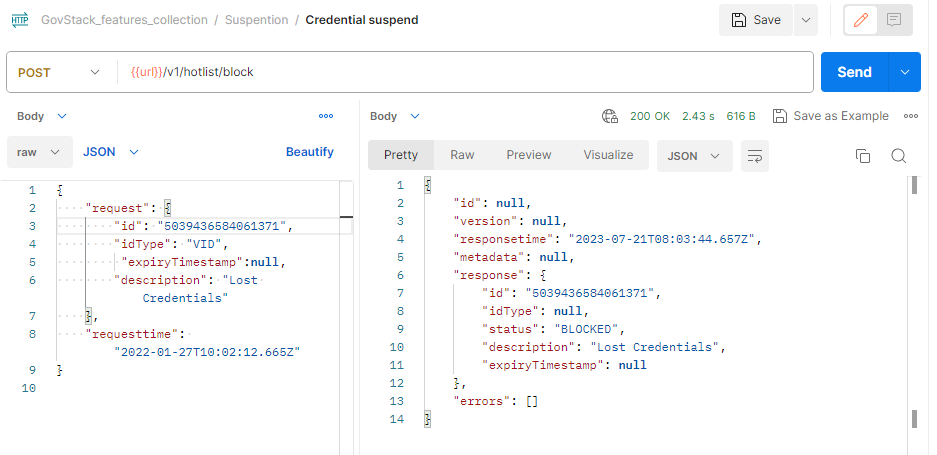 HTTP GovStack_features_collection / Suspention / Credential suspend Save
POST {{url}}/v1/hotlist/block Send
Body
raw JSON Beautify
1 {
2 "request": {
3 "id": "5039436584061371",
4 "idType": "VID",
5 "expiryTimestamp":null,
6 "description": "Lost
Credentials"
7 },
8 "requesttime":
"2022-01-27T10:02:12.665Z"
9 }
10
Body 200 OK 2.43 s 616 B Save as Example
Pretty Raw Preview Visualize JSON
1 {
2 "id": null,
3 "version": null,
4 "responsetime": "2023-07-21T08:03:44.657Z",
5 "metadata": null,
6 "response": {
7 "id": "5039436584061371",
8 "idType": null,
9 "status": "BLOCKED",
10 "description": "Lost Credentials",
11 "expiryTimestamp": null
12 },
13 "errors": []
14 }